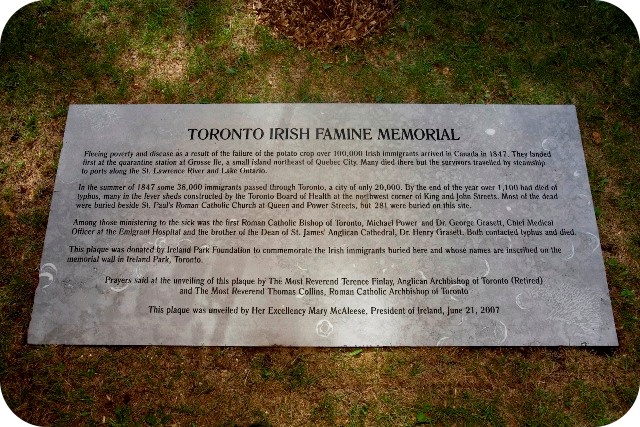 TORONTO IRISH FAMINE MEMORIAL
Fleeing poverty and disease as a result of the failure of the potato crop over 100,000 Irish immigrants arrived in Canada in 1847. They landed
first at the quarantine station at Grosse Ile, a small island northeast of Quebec City. Many died there but the survivors travelled by steamship
to ports along the St. Lawrence River and Lake Ontario.
In the summer of 1847 some 38,000 immigrants passed through Toronto, a city of only 20,000. By the end of the year over 1,100 had died of
typhus, many in the fever sheds constructed by the Toronto Board of Health at the northwest corner of King and John Streets. Most of the dead
were buried beside St. Paul's Roman Catholic Church at Queen and Power Streets, but 281 were buried on this site.
Among those ministering to the sick was the first Roman Catholic Bishop of Toronto, Michael Power and Dr. George Grasett, Chief Medical
Officer at the Emigrant Hospital and the brother of the Dean of St. James' Anglican Cathedral, Dr. Henry Grasett. Both contacted typhus and died.
This plaque was donated by Ireland Park Foundation to commemorate the Irish immigrants buried here and whose names are inscribed on the
memorial wall in Ireland Park, Toronto.
Prayers said at the unveiling of this plaque by The Most Reverend Terence Finlay, Anglican Archbishop of Toronto (Retired)
and The Most Reverend Thomas Collins, Roman Catholic Archbishop of Toronto
This plaque was unveiled by Her Excellency Mary McAleese, President of Ireland, June 21, 2007